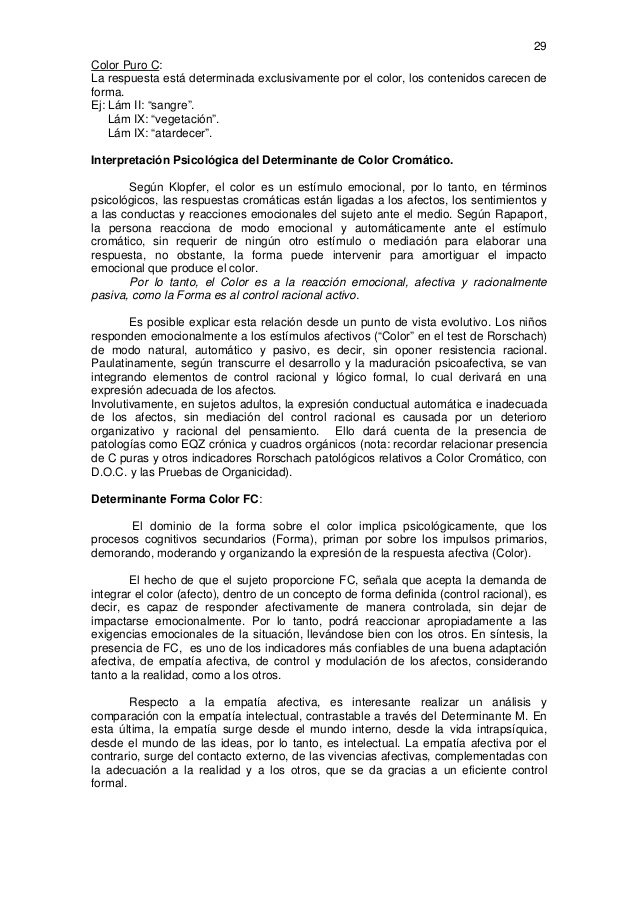 29
Color Puro C:
La respuesta está determinada exclusivamente por el color, los contenidos carecen de
forma.
Ej: Lám II: “sangre”.
Lám IX: “vegetación”.
Lám IX: “atardecer”.
Interpretación Psicológica del Determinante de Color Cromático.
Según Klopfer, el color es un estímulo emocional, por lo tanto, en términos
psicológicos, las respuestas cromáticas están ligadas a los afectos, los sentimientos y
a las conductas y reacciones emocionales del sujeto ante el medio. Según Rapaport,
la persona reacciona de modo emocional y automáticamente ante el estímulo
cromático, sin requerir de ningún otro estímulo o mediación para elaborar una
respuesta, no obstante, la forma puede intervenir para amortiguar el impacto
emocional que produce el color.
Por lo tanto, el Color es a la reacción emocional, afectiva y racionalmente
pasiva, como la Forma es al control racional activo.
Es posible explicar esta relación desde un punto de vista evolutivo. Los niños
responden emocionalmente a los estímulos afectivos (“Color” en el test de Rorschach)
de modo natural, automático y pasivo, es decir, sin oponer resistencia racional.
Paulatinamente, según transcurre el desarrollo y la maduración psicoafectiva, se van
integrando elementos de control racional y lógico formal, lo cual derivará en una
expresión adecuada de los afectos.
Involutivamente, en sujetos adultos, la expresión conductual automática e inadecuada
de los afectos, sin mediación del control racional es causada por un deterioro
organizativo y racional del pensamiento. Ello dará cuenta de la presencia de
patologías como EQZ crónica y cuadros orgánicos (nota: recordar relacionar presencia
de C puras y otros indicadores Rorschach patológicos relativos a Color Cromático, con
D.O.C. y las Pruebas de Organicidad).
Determinante Forma Color FC:
El dominio de la forma sobre el color implica psicológicamente, que los
procesos cognitivos secundarios (Forma), priman por sobre los impulsos primarios,
demorando, moderando y organizando la expresión de la respuesta afectiva (Color).
El hecho de que el sujeto proporcione FC, señala que acepta la demanda de
integrar el color (afecto), dentro de un concepto de forma definida (control racional), es
decir, es capaz de responder afectivamente de manera controlada, sin dejar de
impactarse emocionalmente. Por lo tanto, podrá reaccionar apropiadamente a las
exigencias emocionales de la situación, llevándose bien con los otros. En síntesis, la
presencia de FC, es uno de los indicadores más confiables de una buena adaptación
afectiva, de empatía afectiva, de control y modulación de los afectos, considerando
tanto a la realidad, como a los otros.
Respecto a la empatía afectiva, es interesante realizar un análisis y
comparación con la empatía intelectual, contrastable a través del Determinante M. En
esta última, la empatía surge desde el mundo interno, desde la vida intrapsíquica,
desde el mundo de las ideas, por lo tanto, es intelectual. La empatía afectiva por el
contrario, surge del contacto externo, de las vivencias afectivas, complementadas con
la adecuación a la realidad y a los otros, que se da gracias a un eficiente control
formal.